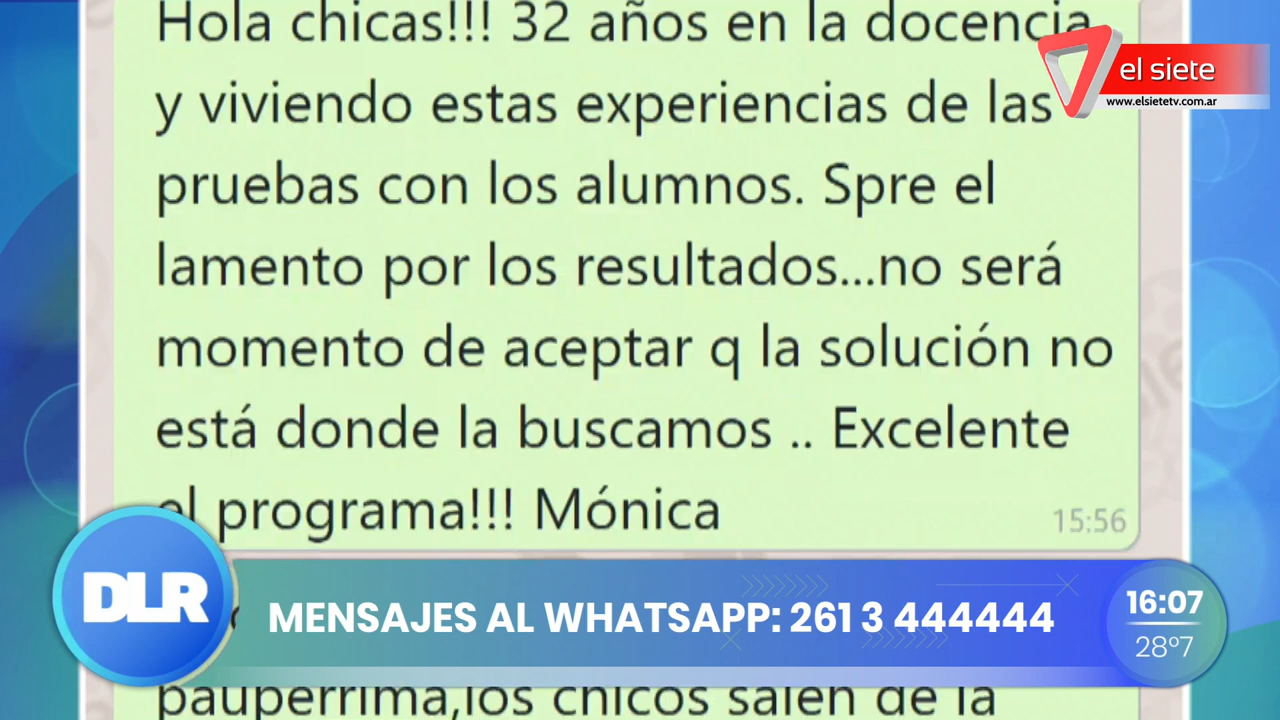 Hola chicas!!! 32 años en la docencia
y viviendo estas experiencias de las
pruebas con los alumnos. Spre el
lamento por los resultados...no será
momento de aceptar q la solución no
está donde la buscamos .. Excelente
el programa!!! Mónica
15:56
el siete
www.elsietetv.com.ar
DLR
MENSAJES AL WHATSAPP: 261 3 444444
16:07
28º7
paupérrima,los chicos salen de la